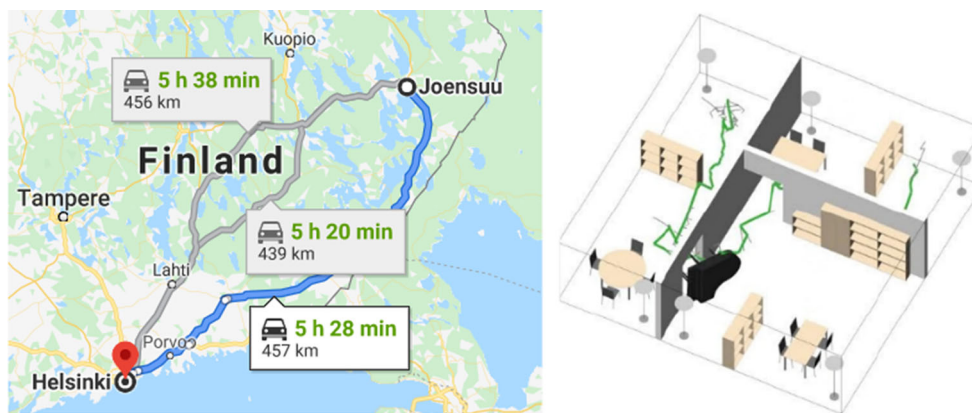 Kuopio
5 h 38 min
456 km
Joensuu
Finland
Tampere
5 h 20 min
439 km
Lahti
5 h 28 min
457 km
Porvoo
Helsinki